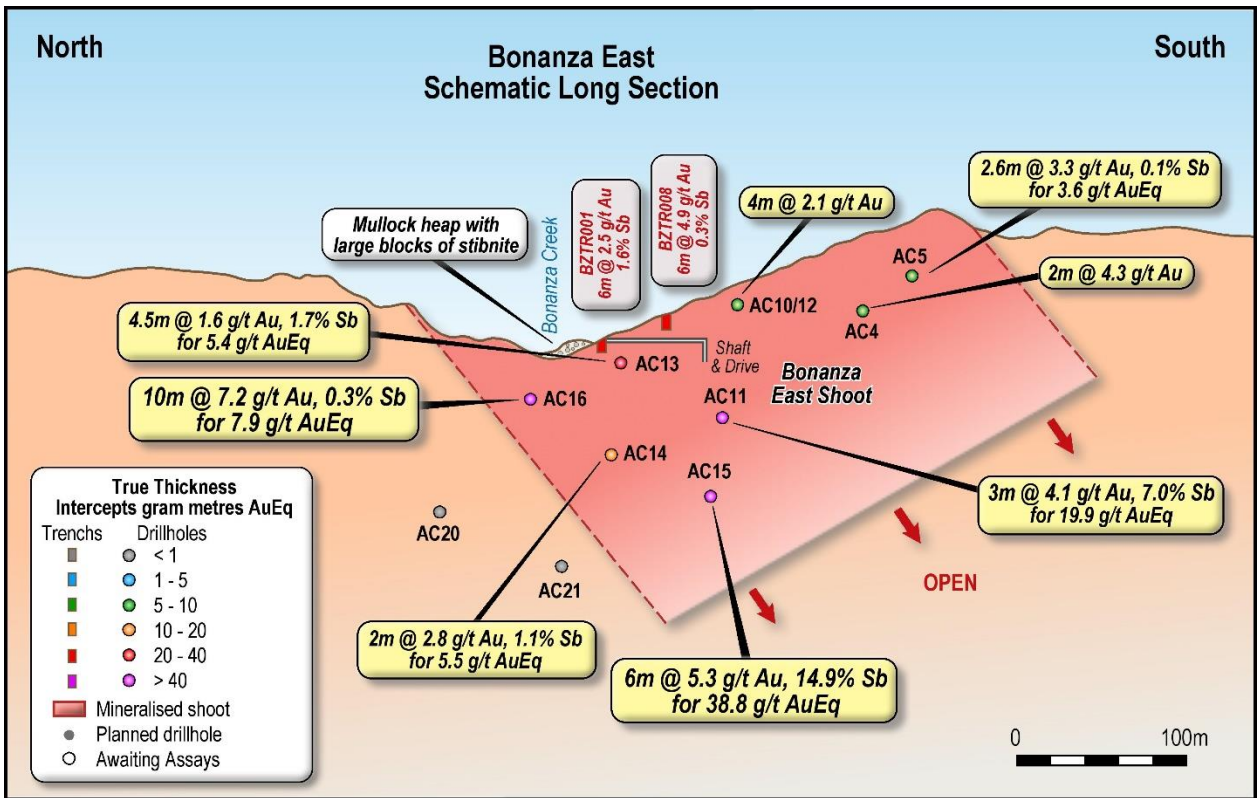 North
Bonanza East
Schematic Long Section
South
Mullock heap with
large blocks of stibnite
Bonanza Creek
BZTR001
6m @ 2.5 g/t Au
1.6% Sb
BZTR008
6m @ 4.9 g/t Au
0.3% Sb
4m @ 2.1 g/t Au
2.6m @ 3.3 g/t Au, 0.1% Sb
for 3.6 g/t AuEq
2m @ 4.3 g/t Au
AC5
AC4
AC10/12
4.5m @ 1.6 g/t Au, 1.7% Sb
for 5.4 g/t AuEq
AC13
Shaft
& Drive
Bonanza
East Shoot
10m @ 7.2 g/t Au, 0.3% Sb
for 7.9 g/t AuEq
AC16
AC11
AC14
AC15
3m @ 4.1 g/t Au, 7.0% Sb
for 19.9 g/t AuEq
AC20
AC21
OPEN
2m @ 2.8 g/t Au, 1.1% Sb
for 5.5 g/t AuEq
6m @ 5.3 g/t Au, 14.9% Sb
for 38.8 g/t AuEq
True Thickness
Intercepts gram metres AuEq
Trenchs Drillholes
< 1
1 - 5
5 - 10
10 - 20
20 - 40
> 40
Mineralised shoot
Planned drillhole
Awaiting Assays
0 100m